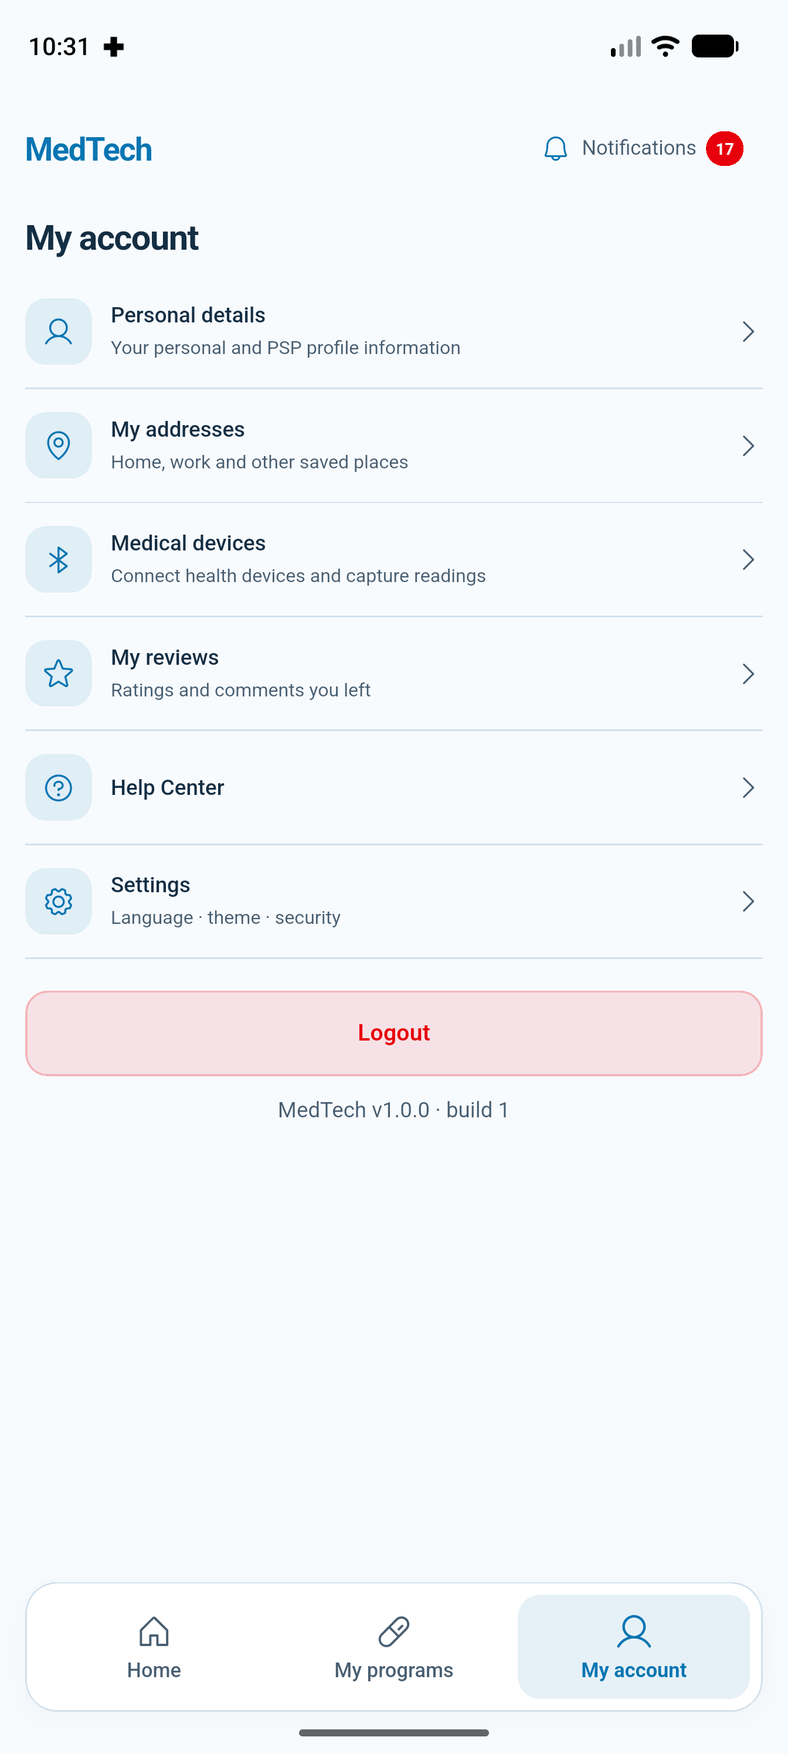 10:31
MedTech
Notifications 17
My account
Personal details
Your personal and PSP profile information
My addresses
Home, work and other saved places
Medical devices
Connect health devices and capture readings
My reviews
Ratings and comments you left
Help Center
Settings
Language · theme · security
Logout
MedTech v1.0.0 · build 1
Home
My programs
My account